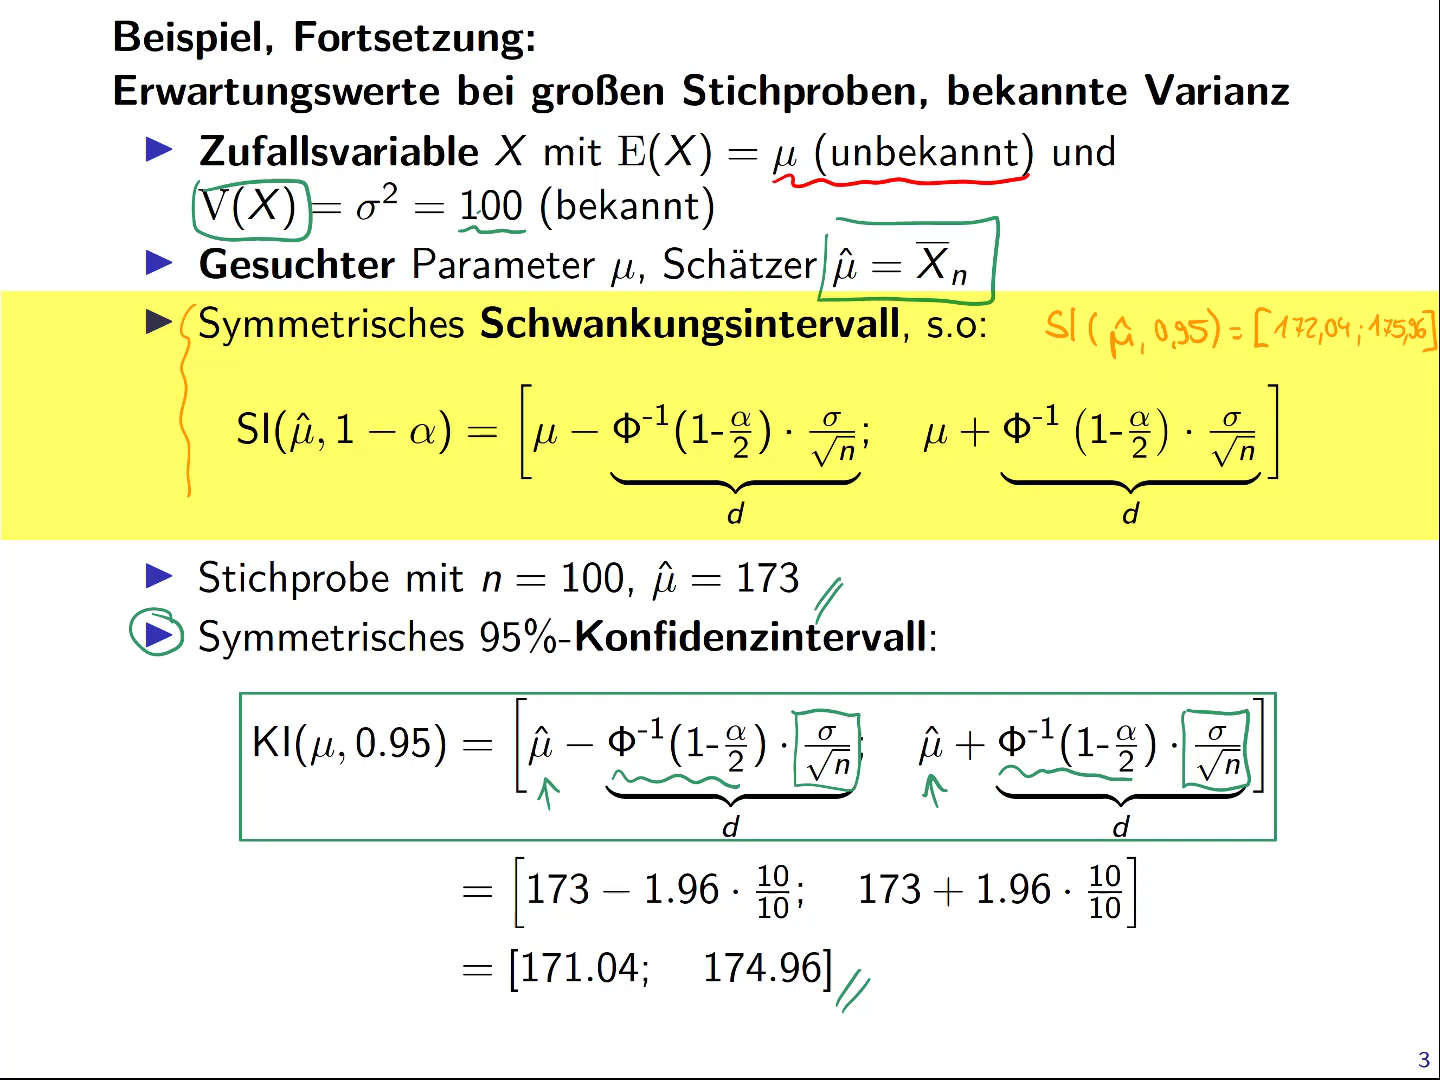 Beispiel, Fortsetzung:
Erwartungswerte bei großen Stichproben, bekannte Varianz
▶ Zufallsvariable X mit E(X) = μ (unbekannt) und
V(X) = σ² = 100 (bekannt)
▶ Gesuchter Parameter μ, Schätzer μ̂ = X̅ₙ
▶ Symmetrisches Schwankungsintervall, s.o: SI(μ̂, 0,95) = [172,04; 175,96]
SI(μ̂, 1 − α) = [μ − Φ⁻¹(1-α/2) · σ/√n; μ + Φ⁻¹(1-α/2) · σ/√n]
d d
▶ Stichprobe mit n = 100, μ̂ = 173
▶ Symmetrisches 95%-Konfidenzintervall:
KI(μ, 0.95) = [μ̂ − Φ⁻¹(1-α/2) · σ/√n; μ̂ + Φ⁻¹(1-α/2) · σ/√n]
d d
= [173 − 1.96 · 10/10; 173 + 1.96 · 10/10]
= [171.04; 174.96]
3